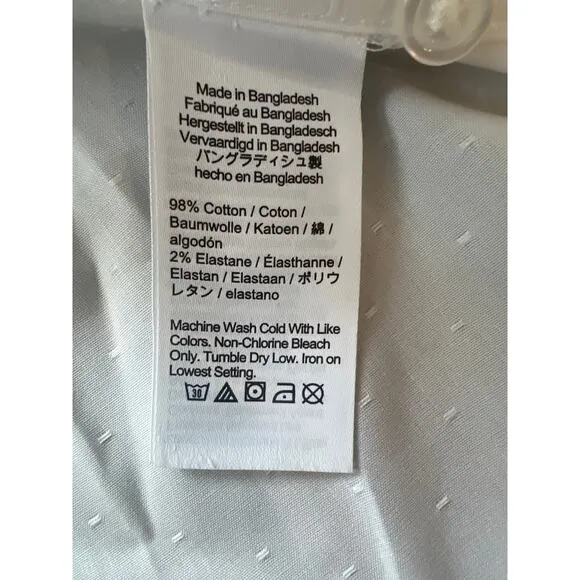 Made in Bangladesh
Fabriqué au Bangladesh
Hergestellt in Bangladesch
Vervaardigd in Bangladesh
バングラディシュ製
hecho en Bangladesh
98% Cotton / Coton /
Baumwolle / Katoen / 綿 /
algodón
2% Elastane / Élasthanne /
Elastan / Elastaan / ポリウ
レタン / elastano
Machine Wash Cold With Like
Colors. Non-Chlorine Bleach
Only. Tumble Dry Low. Iron on
Lowest Setting.
30